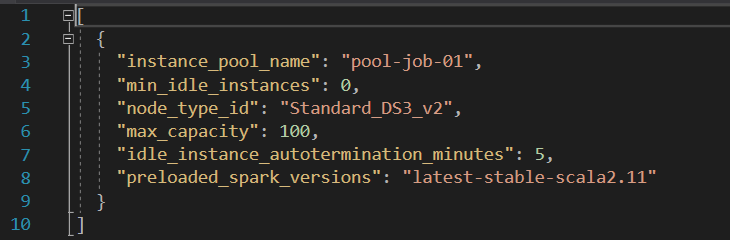 1 [
2 {
3 "instance_pool_name": "pool-job-01",
4 "min_idle_instances": 0,
5 "node_type_id": "Standard_DS3_v2",
6 "max_capacity": 100,
7 "idle_instance_autotermination_minutes": 5,
8 "preloaded_spark_versions": "latest-stable-scala2.11"
9 }
10 ]